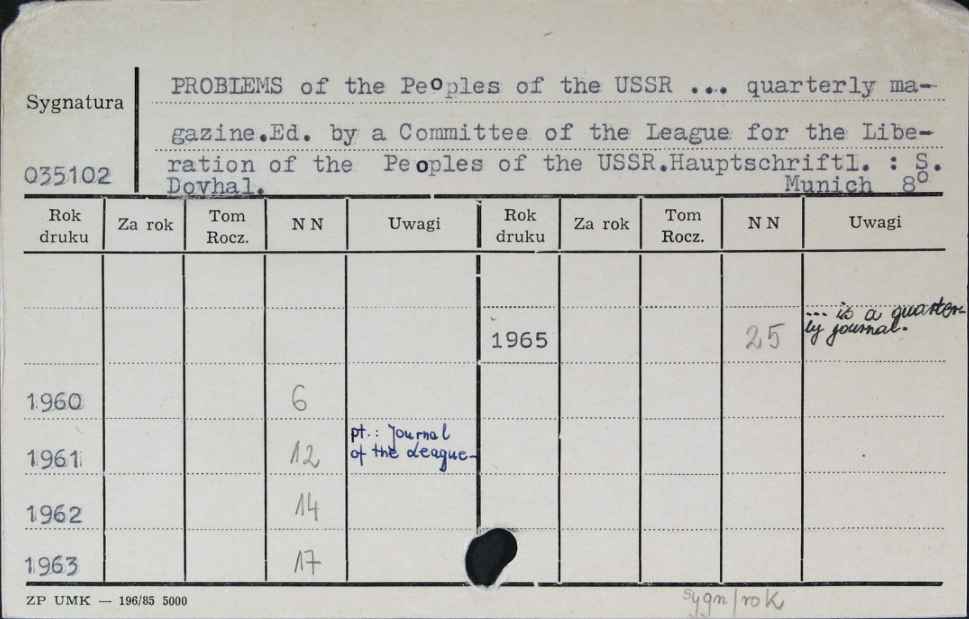 PROBLEMS of the Peoples of the USSR ... quarterly ma-
Sygnatura
gazine.Ed. by a Committee of the League for the Libe-
035102
ration of the Peoples of the USSR.Hauptschriftl. : S.
Dovhal. Munich 8º
Rok druku Za rok Tom Rocz. N N Uwagi Rok druku Za rok Tom Rocz. N N Uwagi
1965 25 ... is a quarter-
ly journal.
1960 6
1961 12 pt.: Journal
of the League-
1962 14
1963 17
ZP UMK — 196/85 5000
sygn/rok